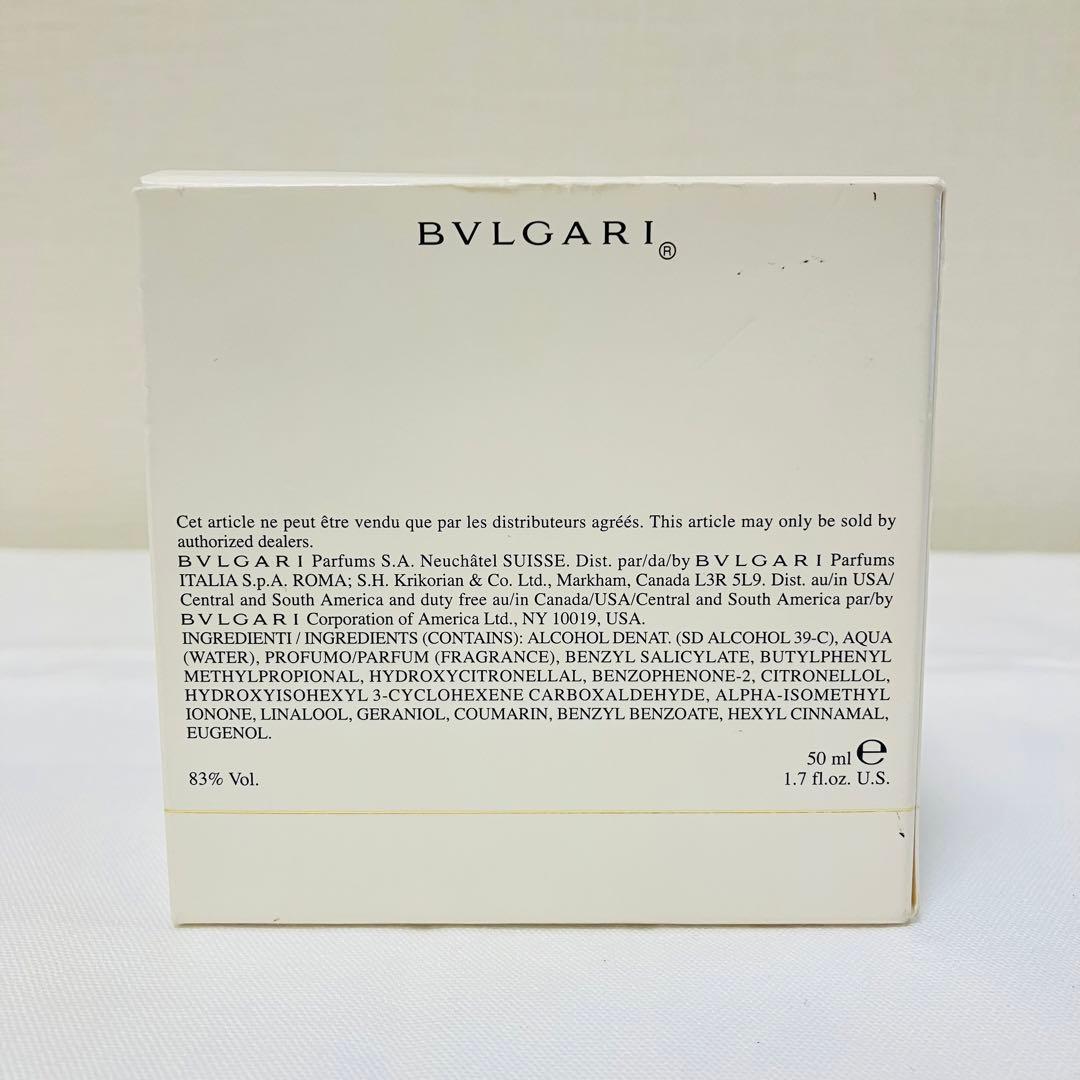 BVLGARI®
Cet article ne peut être vendu que par les distributeurs agréés. This article may only be sold by
authorized dealers.
BVLGARI Parfums S.A. Neuchâtel SUISSE. Dist. par/da/by BVLGARI Parfums
ITALIA S.p.A. ROMA; S.H. Krikorian & Co. Ltd., Markham, Canada L3R 5L9. Dist. au/in USA/
Central and South America and duty free au/in Canada/USA/Central and South America par/by
BVLGARI Corporation of America Ltd., NY 10019, USA.
INGREDIENTI / INGREDIENTS (CONTAINS): ALCOHOL DENAT. (SD ALCOHOL 39-C), AQUA
(WATER), PROFUMO/PARFUM (FRAGRANCE), BENZYL SALICYLATE, BUTYLPHENYL
METHYLPROPIONAL, HYDROXYCITRONELLAL, BENZOPHENONE-2, CITRONELLOL,
HYDROXYISOHEXYL 3-CYCLOHEXENE CARBOXALDEHYDE, ALPHA-ISOMETHYL
IONONE, LINALOOL, GERANIOL, COUMARIN, BENZYL BENZOATE, HEXYL CINNAMAL,
EUGENOL.
50 ml ℮
83% Vol. 1.7 fl.oz. U.S.